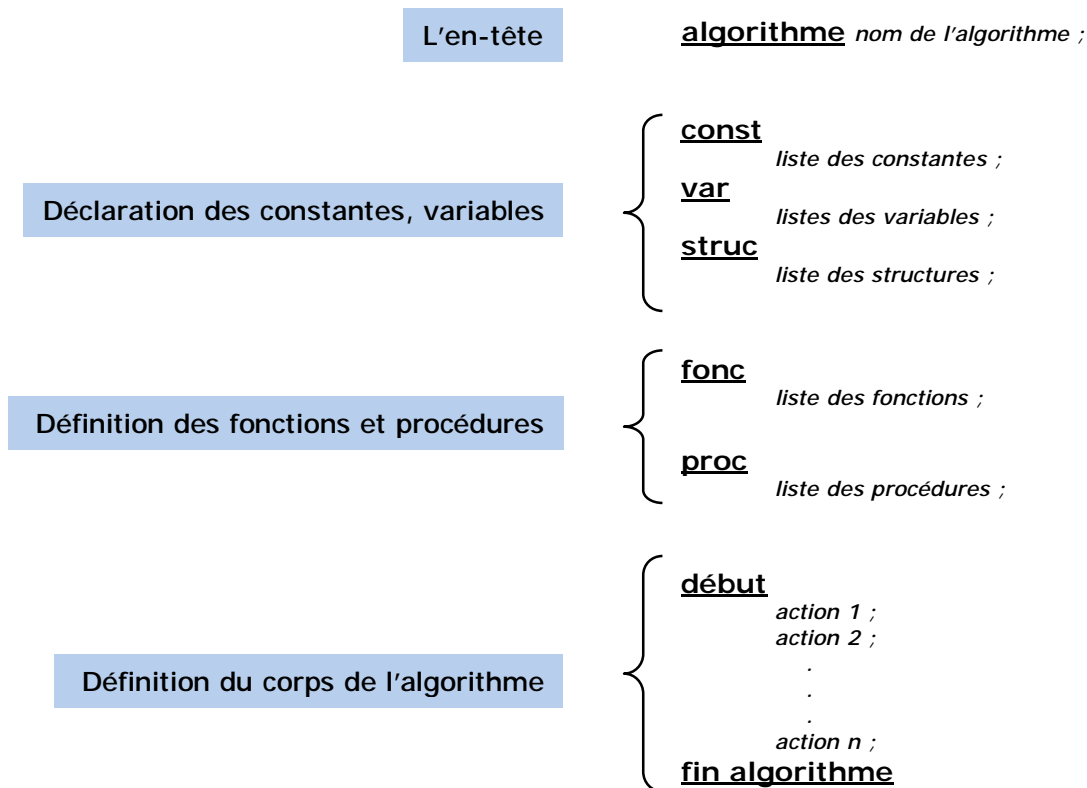 L'en-tête
algorithme nom de l'algorithme ;
const
liste des constantes ;
Déclaration des constantes, variables
var
listes des variables ;
struc
liste des structures ;
fonc
liste des fonctions ;
Définition des fonctions et procédures
proc
liste des procédures ;
début
action 1 ;
action 2 ;
.
Définition du corps de l'algorithme
.
.
action n ;
fin algorithme